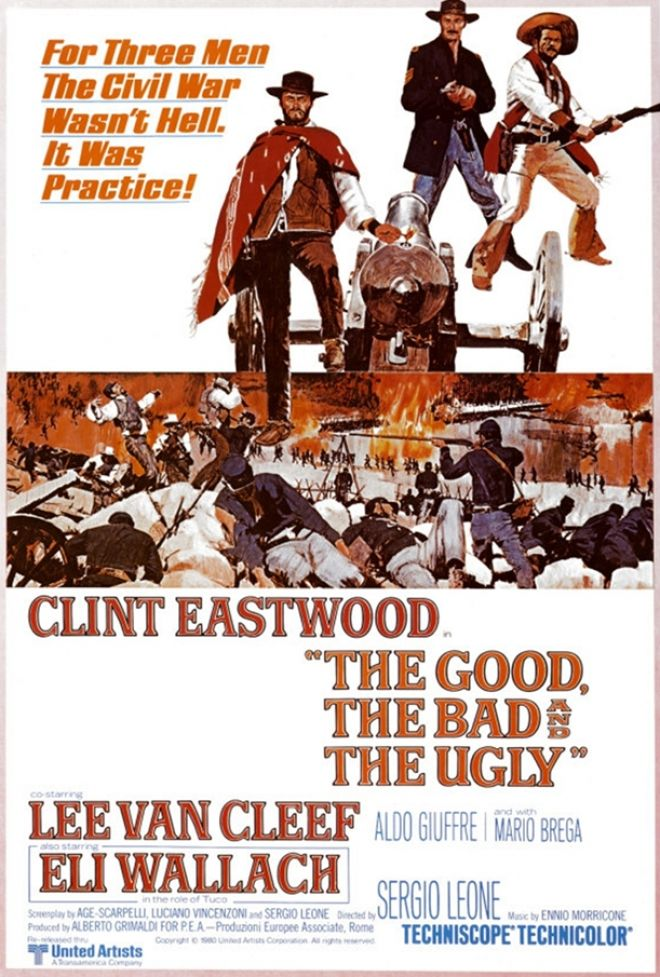 For Three Men
The Civil War
Wasn't Hell.
It Was
Practice!
CLINT EASTWOOD
in
"THE GOOD,
THE BAD AND
THE UGLY"
co-starring
LEE VAN CLEEF
ALDO GIUFFRE | and with MARIO BREGA
also starring
ELI WALLACH
in the role of Tuco
Screenplay by AGE-SCARPELLI, LUCIANO VINCENZONI and SERGIO LEONE Directed by SERGIO LEONE Music by ENNIO MORRICONE
Produced by ALBERTO GRIMALDI FOR P.E.A.—Produzioni Europee Associate, Rome
TECHNISCOPE® TECHNICOLOR®
Re-released thru
Copyright © 1980 United Artists Corporation. All rights reserved.
United Artists
A Transamerica Company